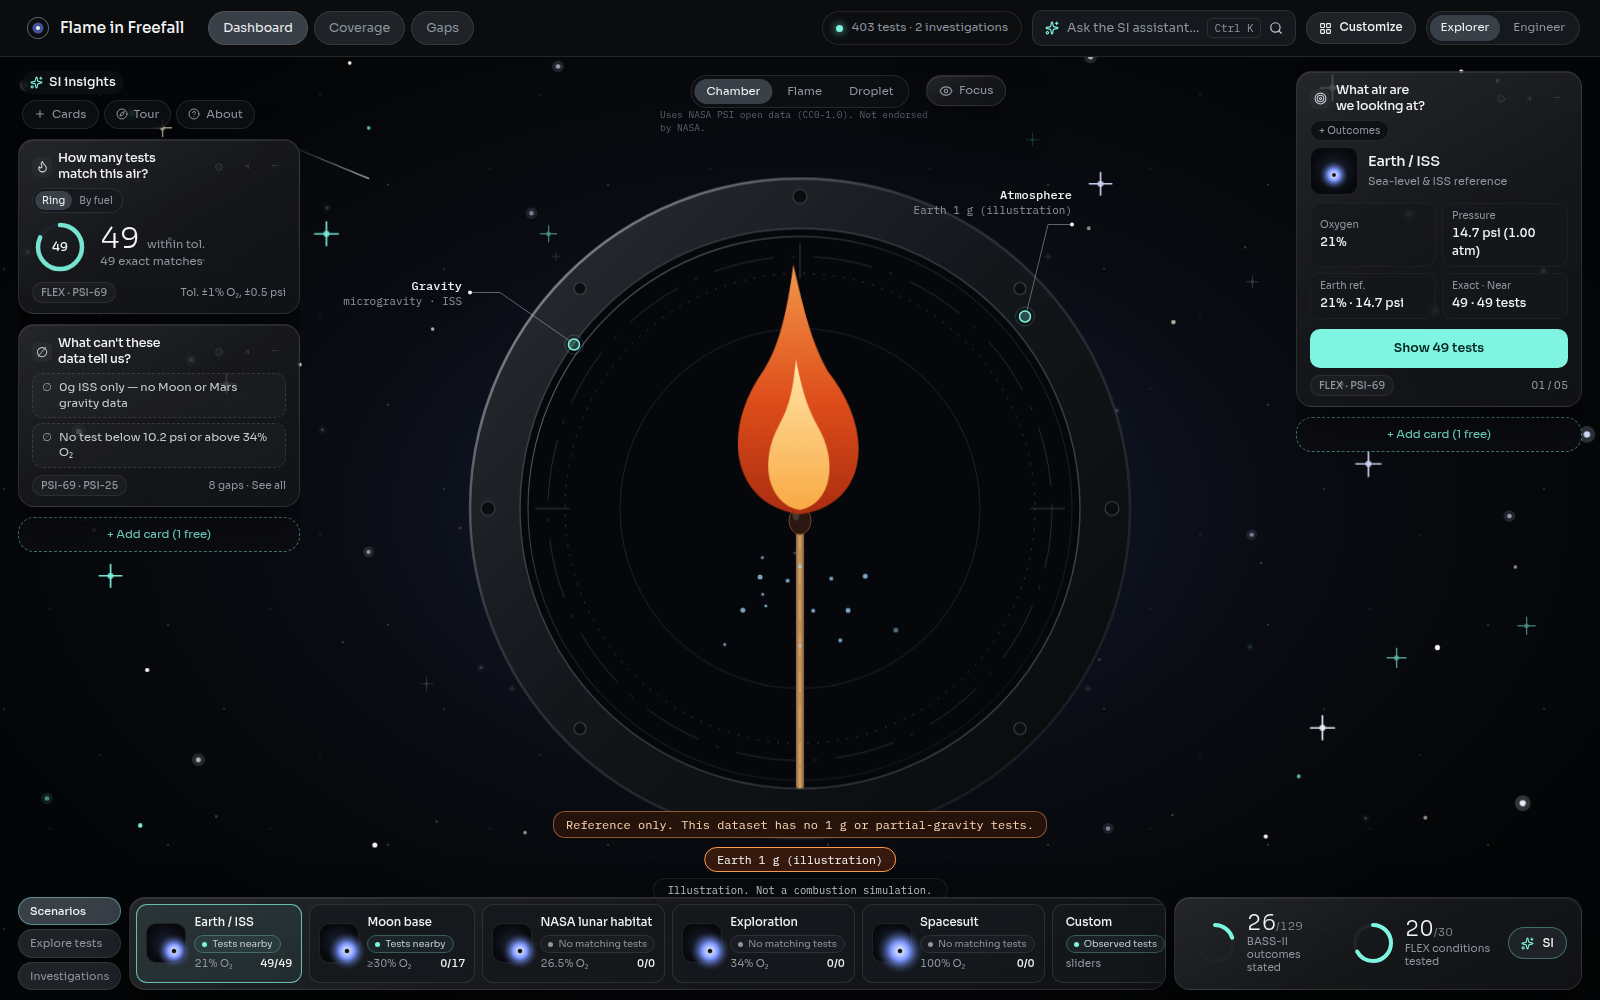 Flame in Freefall
Dashboard
Coverage
Gaps
403 tests · 2 investigations
Ask the SI assistant...
Ctrl K
Customize
Explorer
Engineer
SI insights
+ Cards
Tour
About
How many tests
match this air?
Ring
By fuel
49
49 within tol.
49 exact matches
FLEX · PSI-69
Tol. ±1% O₂, ±0.5 psi
What can't these
data tell us?
∅ 0g ISS only — no Moon or Mars
gravity data
∅ No test below 10.2 psi or above 34%
O₂
PSI-69 · PSI-25
8 gaps · See all
+ Add card (1 free)
Chamber
Flame
Droplet
Focus
Uses NASA PSI open data (CC0-1.0). Not endorsed
by NASA.
Atmosphere
Earth 1 g (illustration)
Gravity
microgravity · ISS
What air are
we looking at?
+ Outcomes
Earth / ISS
Sea-level & ISS reference
Oxygen
21%
Pressure
14.7 psi (1.00
atm)
Earth ref.
21% · 14.7 psi
Exact · Near
49 · 49 tests
Show 49 tests
FLEX · PSI-69
01 / 05
+ Add card (1 free)
Reference only. This dataset has no 1 g or partial-gravity tests.
Earth 1 g (illustration)
Illustration. Not a combustion simulation.
Scenarios
Explore tests
Investigations
Earth / ISS
Tests nearby
21% O₂
49/49
Moon base
Tests nearby
≥30% O₂
0/17
NASA lunar habitat
No matching tests
26.5% O₂
0/0
Exploration
No matching tests
34% O₂
0/0
Spacesuit
No matching tests
100% O₂
0/0
Custom
Observed tests
sliders
26/129
BASS-II
outcomes
stated
20/30
FLEX conditions
tested
SI